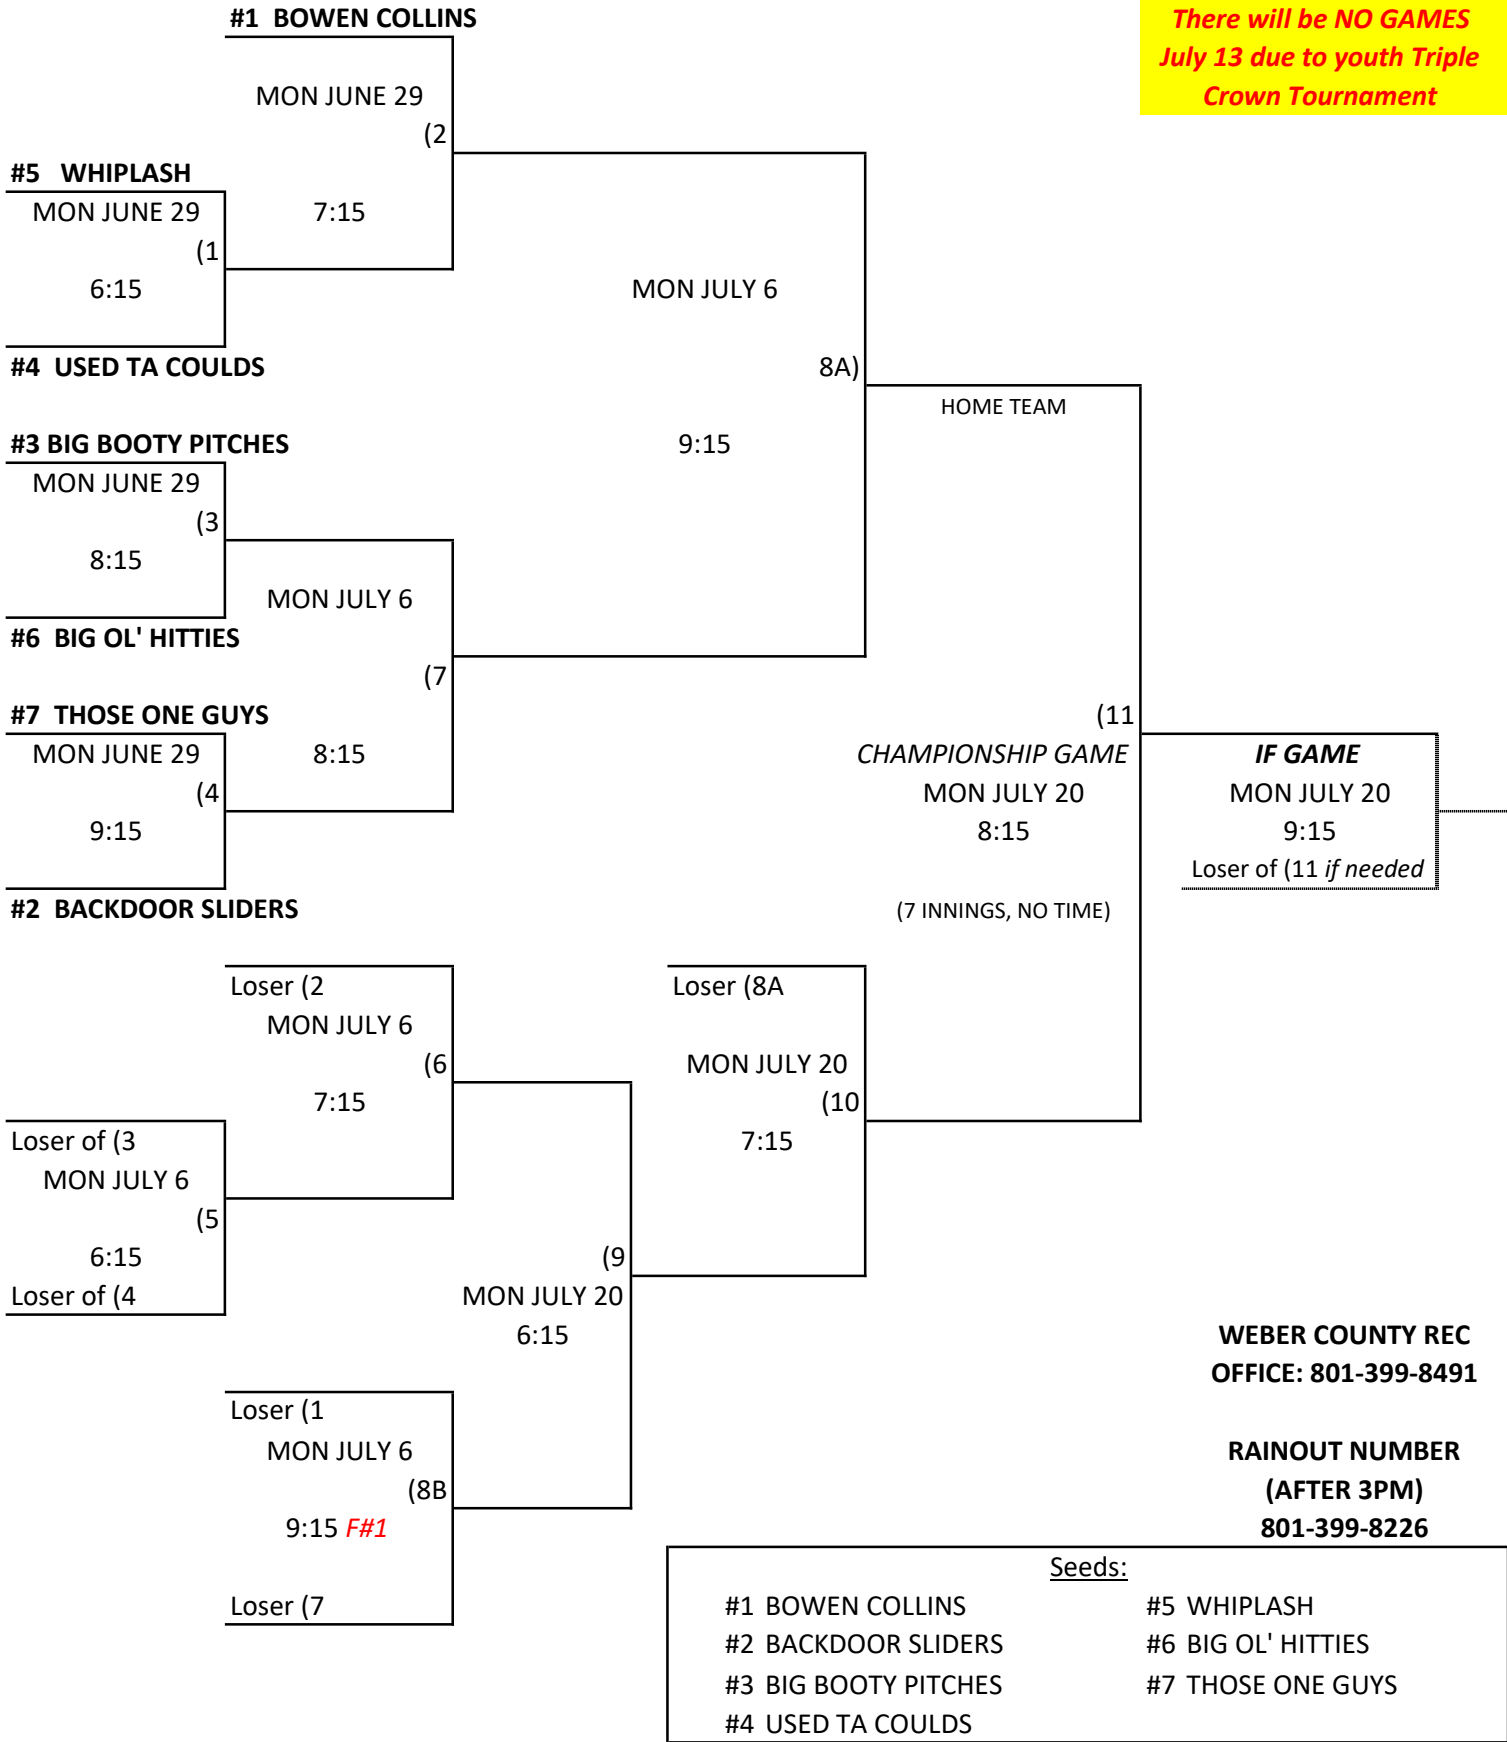 #1 BOWEN COLLINS
There will be NO GAMES
July 13 due to youth Triple
Crown Tournament
MON JUNE 29
(2
7:15
#5 WHIPLASH
MON JUNE 29
(1
6:15
#4 USED TA COULDS
MON JULY 6
8A)
9:15
HOME TEAM
#3 BIG BOOTY PITCHES
MON JUNE 29
(3
8:15
#6 BIG OL' HITTIES
MON JULY 6
(7
8:15
#7 THOSE ONE GUYS
MON JUNE 29
(4
9:15
#2 BACKDOOR SLIDERS
(11
CHAMPIONSHIP GAME
MON JULY 20
8:15
(7 INNINGS, NO TIME)
IF GAME
MON JULY 20
9:15
Loser of (11 if needed
Loser (2
MON JULY 6
(6
7:15
Loser (8A
MON JULY 20
(10
7:15
Loser of (3
MON JULY 6
(5
6:15
Loser of (4
(9
MON JULY 20
6:15
Loser (1
MON JULY 6
(8B
9:15 F#1
Loser (7
WEBER COUNTY REC
OFFICE: 801-399-8491
RAINOUT NUMBER
(AFTER 3PM)
801-399-8226
Seeds:
#1 BOWEN COLLINS
#2 BACKDOOR SLIDERS
#3 BIG BOOTY PITCHES
#4 USED TA COULDS
#5 WHIPLASH
#6 BIG OL' HITTIES
#7 THOSE ONE GUYS